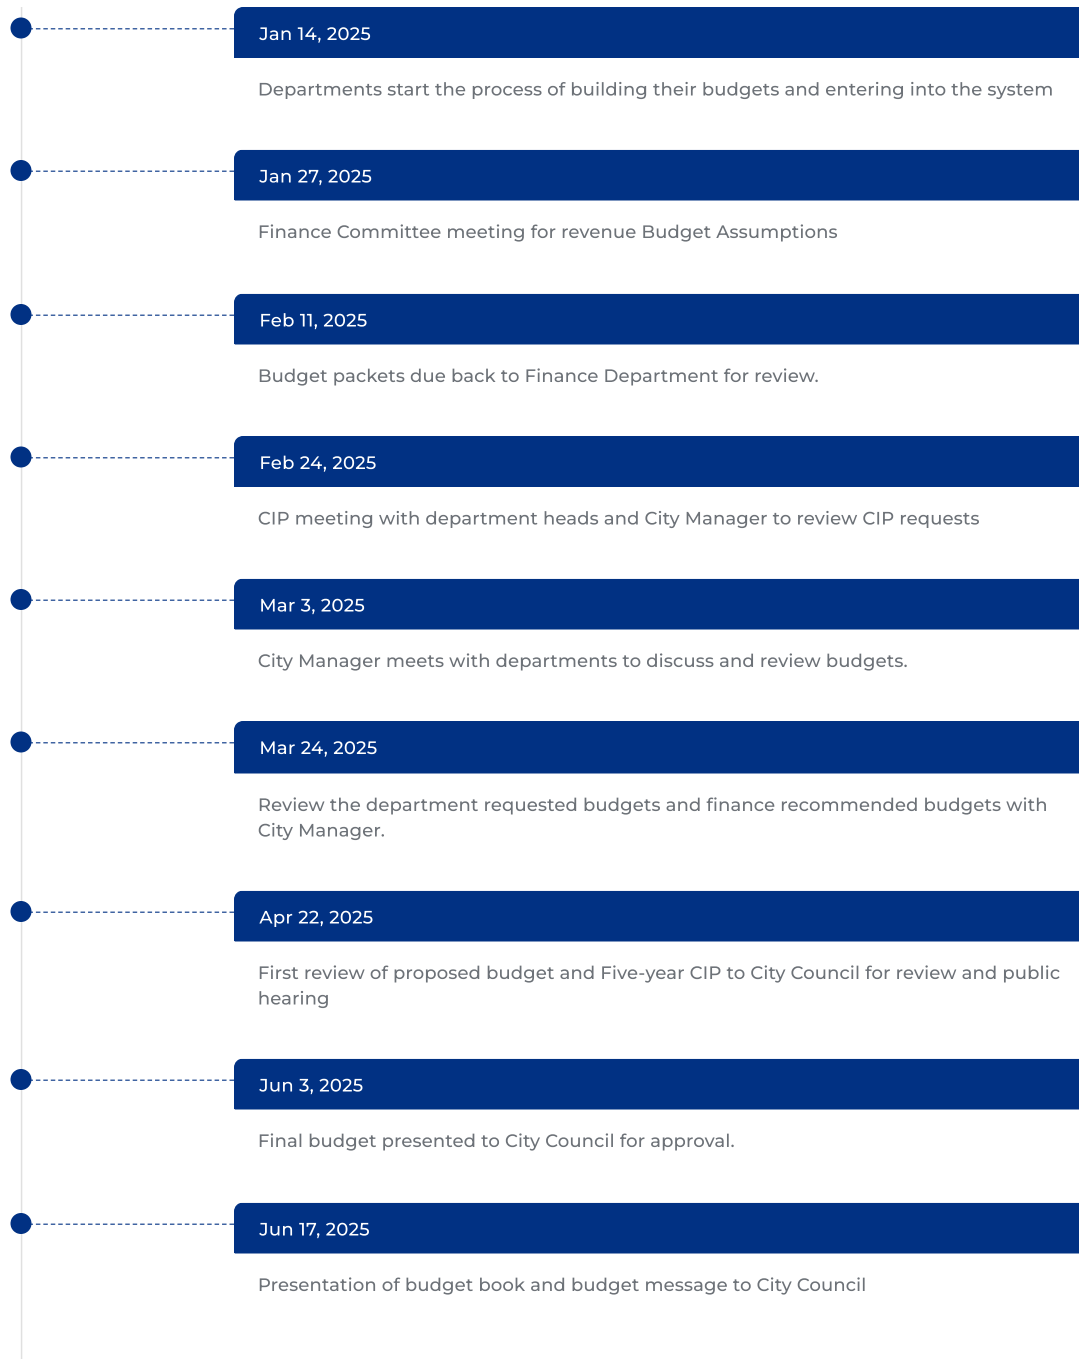 Jan 14, 2025
Departments start the process of building their budgets and entering into the system
Jan 27, 2025
Finance Committee meeting for revenue Budget Assumptions
Feb 11, 2025
Budget packets due back to Finance Department for review.
Feb 24, 2025
CIP meeting with department heads and City Manager to review CIP requests
Mar 3, 2025
City Manager meets with departments to discuss and review budgets.
Mar 24, 2025
Review the department requested budgets and finance recommended budgets with
City Manager.
Apr 22, 2025
First review of proposed budget and Five-year CIP to City Council for review and public
hearing
Jun 3, 2025
Final budget presented to City Council for approval.
Jun 17, 2025
Presentation of budget book and budget message to City Council